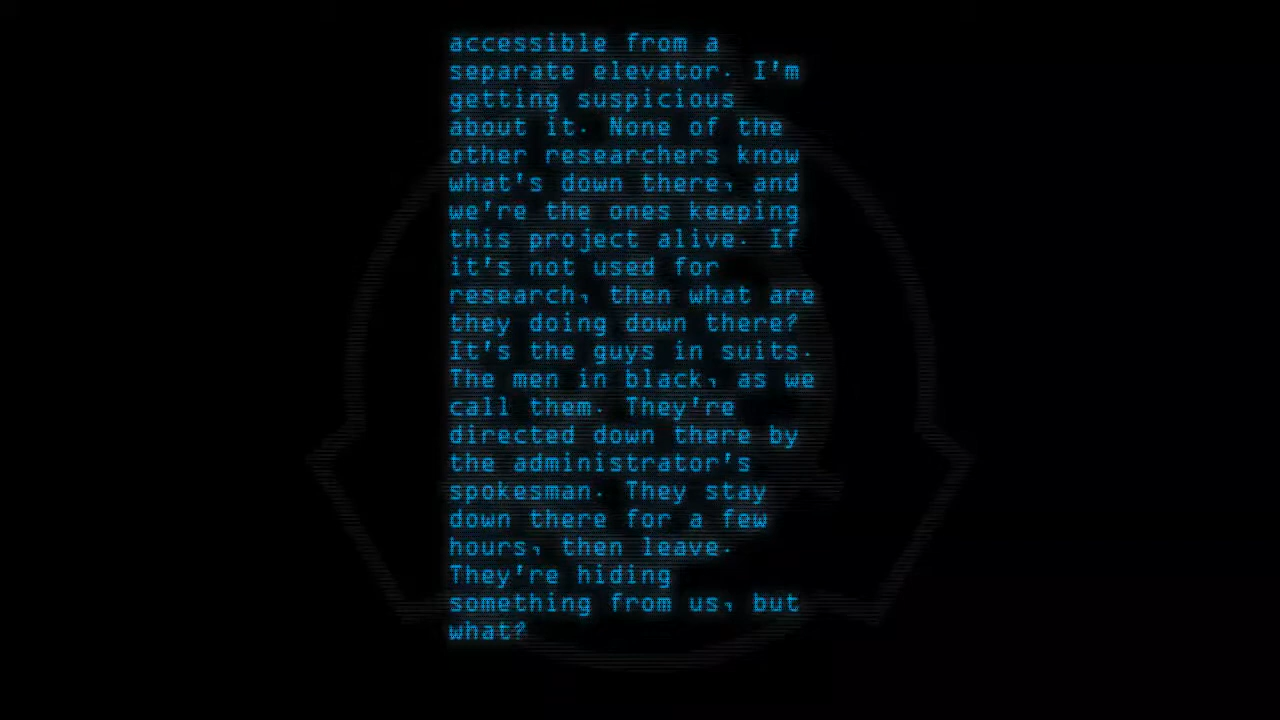 accessible from a
separate elevator. I'm
getting suspicious
about it. None of the
other researchers know
what's down there, and
we're the ones keeping
this project alive. If
it's not used for
research, then what are
they doing down there?
It's the guys in suits.
The men in black, as we
call them. They're
directed down there by
the administrator's
spokesman. They stay
down there for a few
hours, then leave.
They're hiding
something from us, but
what?